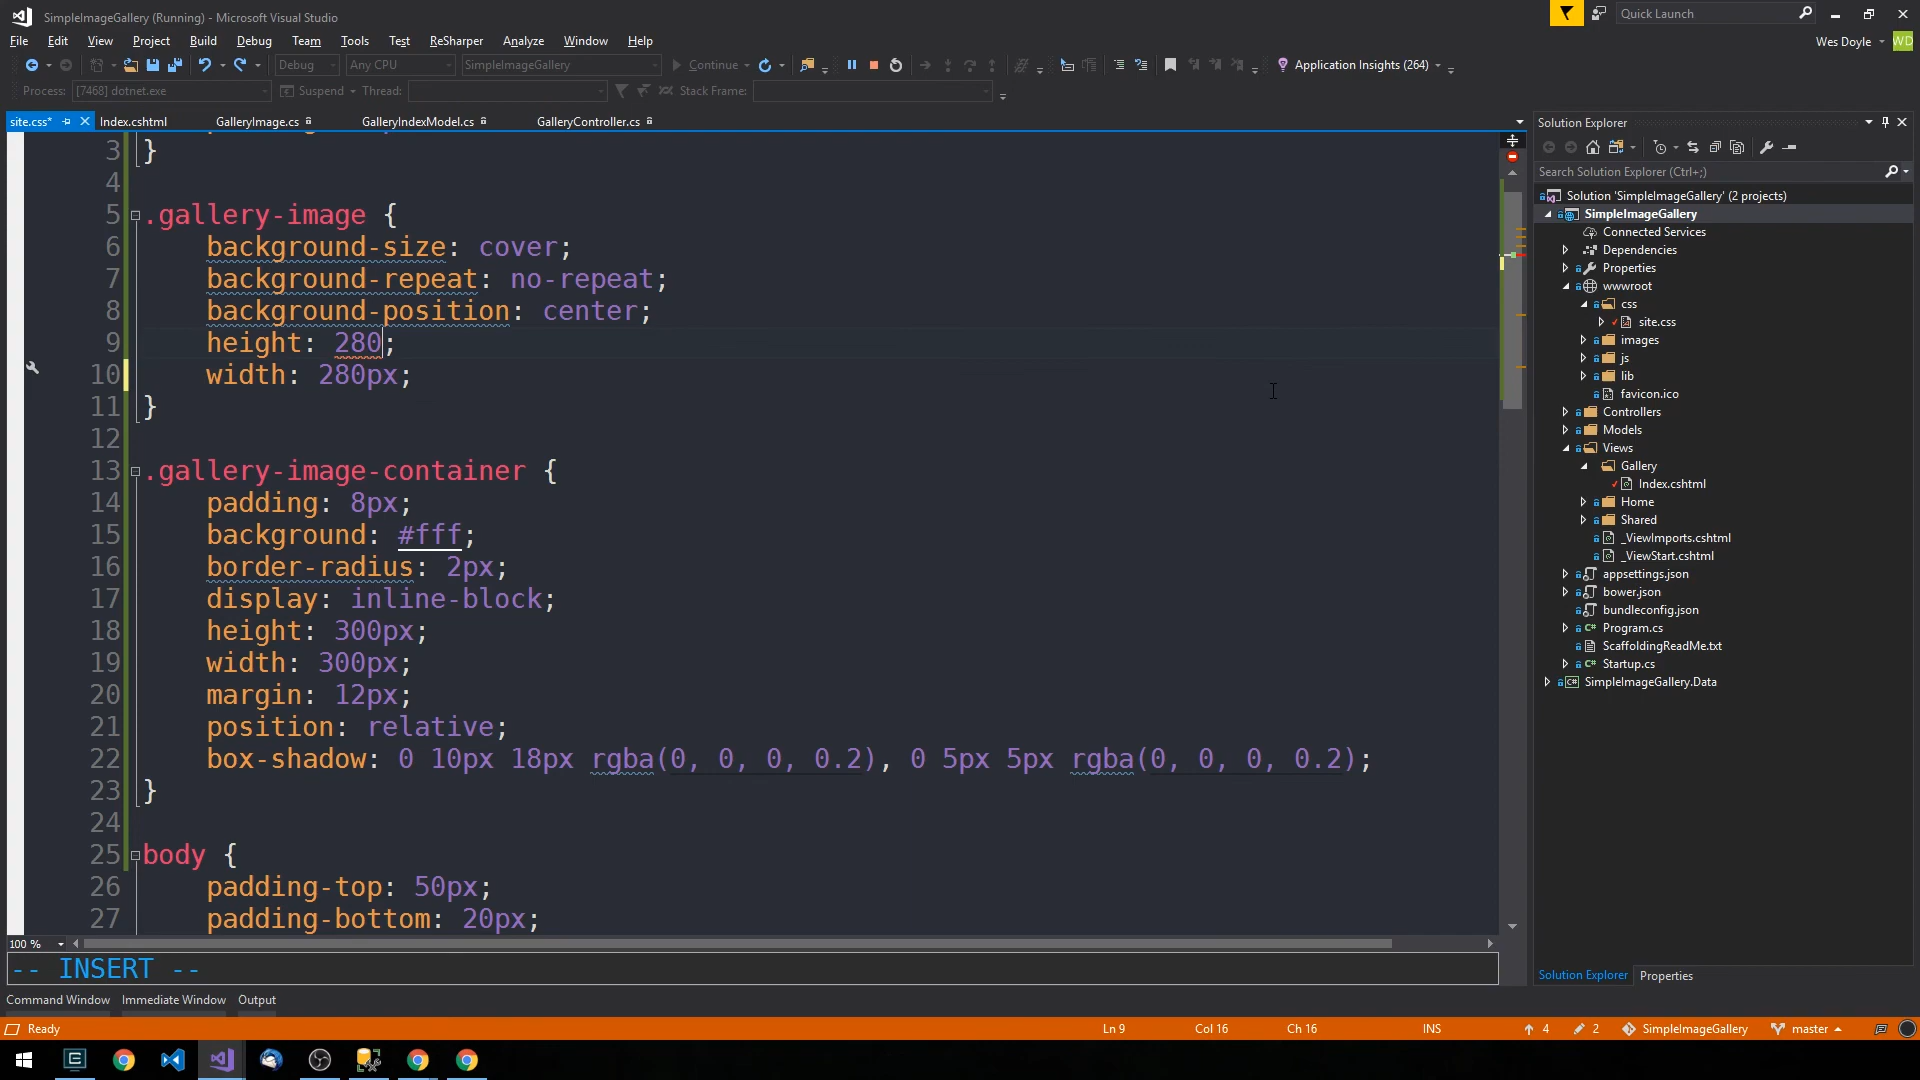 SimpleImageGallery (Running) - Microsoft Visual Studio
Quick Launch
File Edit View Project Build Debug Team Tools Test ReSharper Analyze Window Help
Wes Doyle WD
Debug Any CPU SimpleImageGallery Continue Application Insights (264)
Process: [7468] dotnet.exe Suspend Thread: Stack Frame:
site.css* Index.cshtml GalleryImage.cs GalleryIndexModel.cs GalleryController.cs
3 }
4
5 .gallery-image {
6 background-size: cover;
7 background-repeat: no-repeat;
8 background-position: center;
9 height: 280;
10 width: 280px;
11 }
12
13 .gallery-image-container {
14 padding: 8px;
15 background: #fff;
16 border-radius: 2px;
17 display: inline-block;
18 height: 300px;
19 width: 300px;
20 margin: 12px;
21 position: relative;
22 box-shadow: 0 10px 18px rgba(0, 0, 0, 0.2), 0 5px 5px rgba(0, 0, 0, 0.2);
23 }
24
25 body {
26 padding-top: 50px;
27 padding-bottom: 20px;
100 %
-- INSERT --
Command Window Immediate Window Output
Solution Explorer
Search Solution Explorer (Ctrl+;)
Solution 'SimpleImageGallery' (2 projects)
SimpleImageGallery
Connected Services
Dependencies
Properties
wwwroot
css
site.css
images
js
lib
favicon.ico
Controllers
Models
Views
Gallery
Index.cshtml
Home
Shared
_ViewImports.cshtml
_ViewStart.cshtml
appsettings.json
bower.json
bundleconfig.json
Program.cs
ScaffoldingReadMe.txt
Startup.cs
SimpleImageGallery.Data
Solution Explorer Properties
Ready Ln 9 Col 16 Ch 16 INS 4 2 SimpleImageGallery master